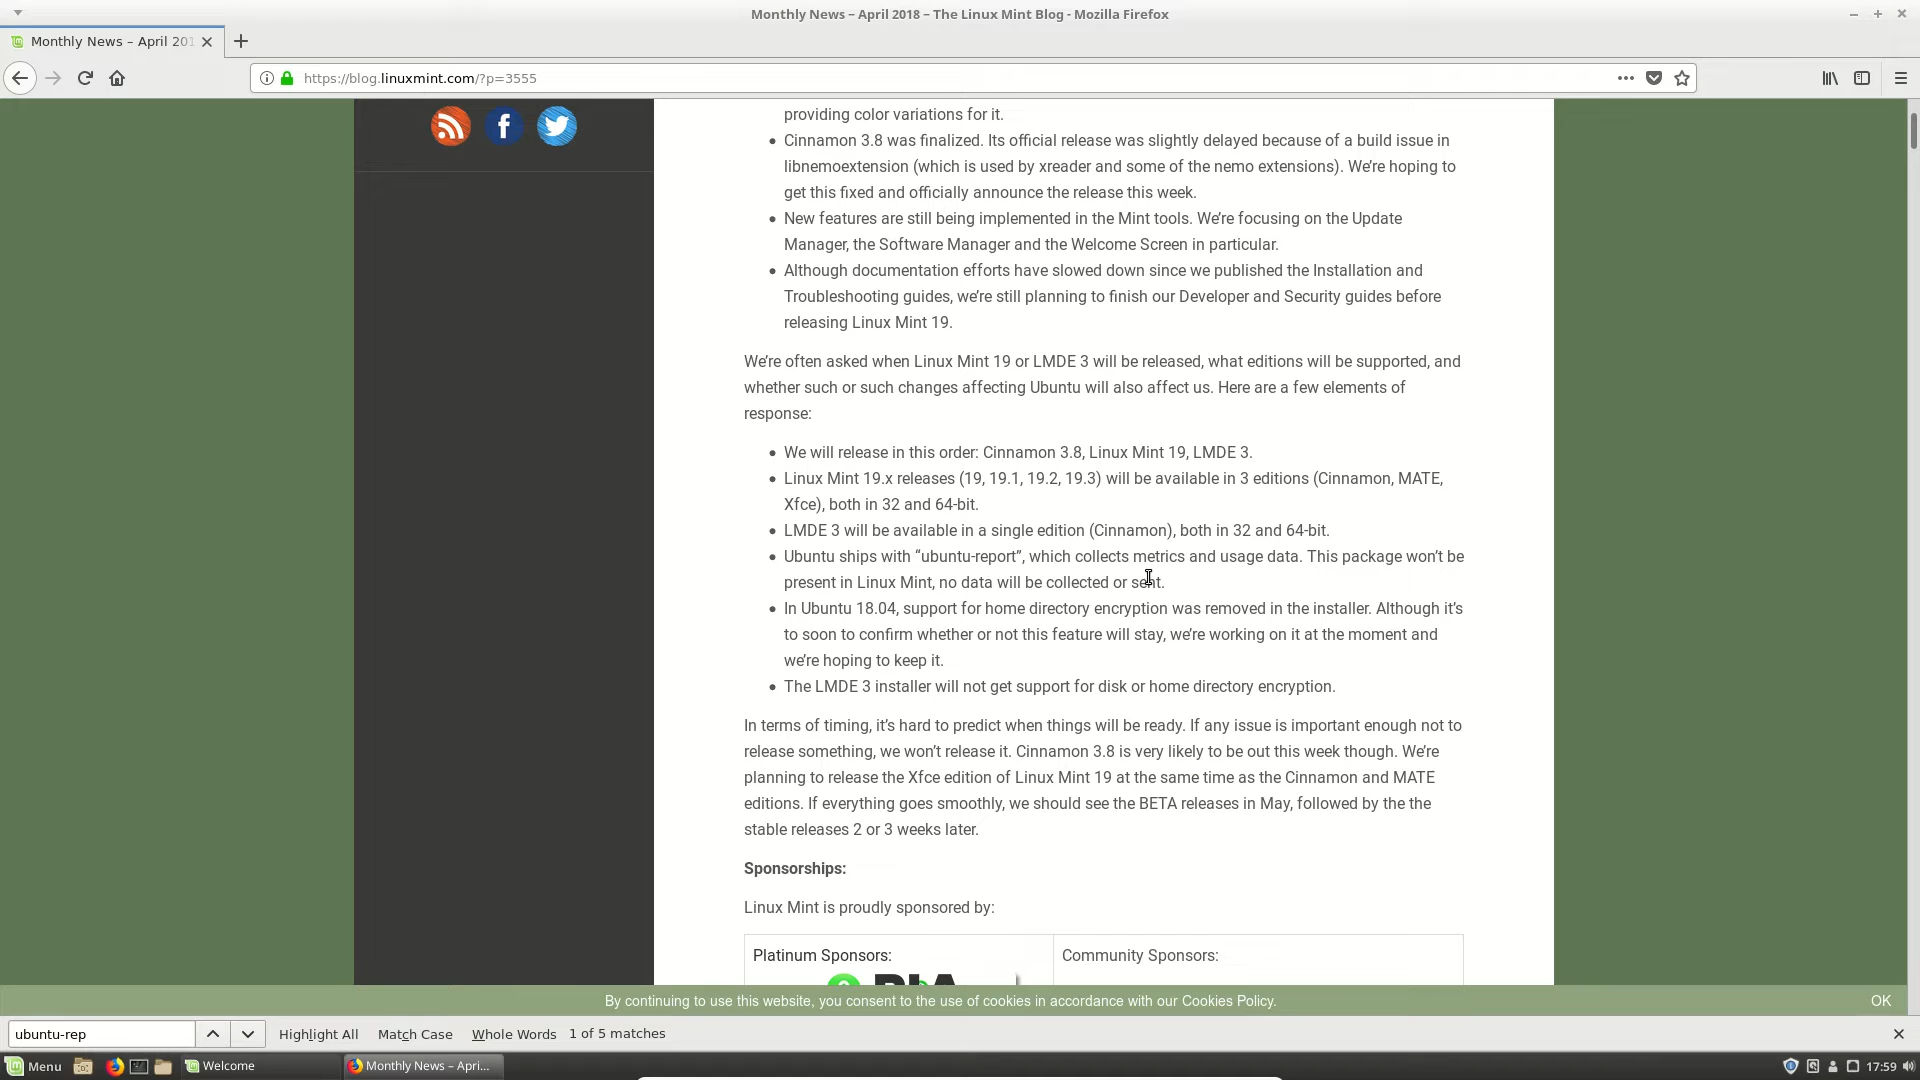 Monthly News – April 2018 – The Linux Mint Blog - Mozilla Firefox
Monthly News – April 201
https://blog.linuxmint.com/?p=3555
providing color variations for it.
Cinnamon 3.8 was finalized. Its official release was slightly delayed because of a build issue in
libnemoextension (which is used by xreader and some of the nemo extensions). We’re hoping to
get this fixed and officially announce the release this week.
New features are still being implemented in the Mint tools. We’re focusing on the Update
Manager, the Software Manager and the Welcome Screen in particular.
Although documentation efforts have slowed down since we published the Installation and
Troubleshooting guides, we’re still planning to finish our Developer and Security guides before
releasing Linux Mint 19.
We’re often asked when Linux Mint 19 or LMDE 3 will be released, what editions will be supported, and
whether such or such changes affecting Ubuntu will also affect us. Here are a few elements of
response:
We will release in this order: Cinnamon 3.8, Linux Mint 19, LMDE 3.
Linux Mint 19.x releases (19, 19.1, 19.2, 19.3) will be available in 3 editions (Cinnamon, MATE,
Xfce), both in 32 and 64-bit.
LMDE 3 will be available in a single edition (Cinnamon), both in 32 and 64-bit.
Ubuntu ships with “ubuntu-report”, which collects metrics and usage data. This package won’t be
present in Linux Mint, no data will be collected or sent.
In Ubuntu 18.04, support for home directory encryption was removed in the installer. Although it’s
to soon to confirm whether or not this feature will stay, we’re working on it at the moment and
we’re hoping to keep it.
The LMDE 3 installer will not get support for disk or home directory encryption.
In terms of timing, it’s hard to predict when things will be ready. If any issue is important enough not to
release something, we won’t release it. Cinnamon 3.8 is very likely to be out this week though. We’re
planning to release the Xfce edition of Linux Mint 19 at the same time as the Cinnamon and MATE
editions. If everything goes smoothly, we should see the BETA releases in May, followed by the the
stable releases 2 or 3 weeks later.
Sponsorships:
Linux Mint is proudly sponsored by:
Platinum Sponsors: Community Sponsors:
By continuing to use this website, you consent to the use of cookies in accordance with our Cookies Policy. OK
ubuntu-rep Highlight All Match Case Whole Words 1 of 5 matches
Menu Welcome Monthly News – Apri... 17:59